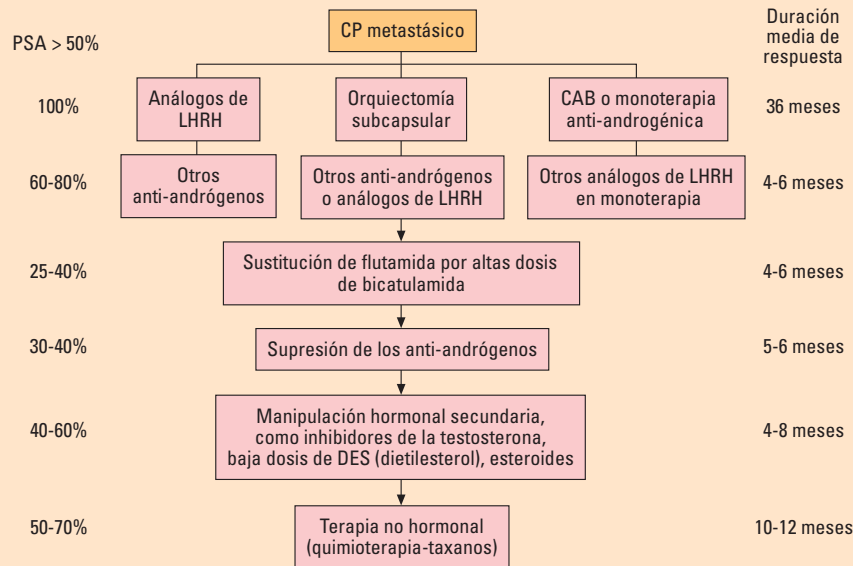 PSA > 50%
CP metastásico
Duración
media de
respuesta
100%
Análogos de
LHRH
Orquiectomía
subcapsular
CAB o monoterapia
anti-androgénica
36 meses
60-80%
Otros
anti-andrógenos
Otros anti-andrógenos
o análogos de LHRH
Otros análogos de LHRH
en monoterapia
4-6 meses
25-40%
Sustitución de flutamida por altas dosis
de bicatulamida
4-6 meses
30-40%
Supresión de los anti-andrógenos
5-6 meses
40-60%
Manipulación hormonal secundaria,
como inhibidores de la testosterona,
baja dosis de DES (dietilesterol), esteroides
4-8 meses
50-70%
Terapia no hormonal
(quimioterapia-taxanos)
10-12 meses